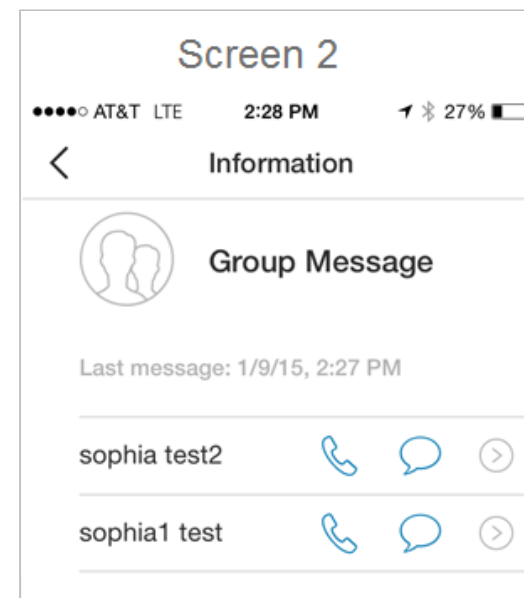 Screen 2
AT&T LTE 2:28 PM 27%
Information
Group Message
Last message: 1/9/15, 2:27 PM
sophia test2
sophia1 test